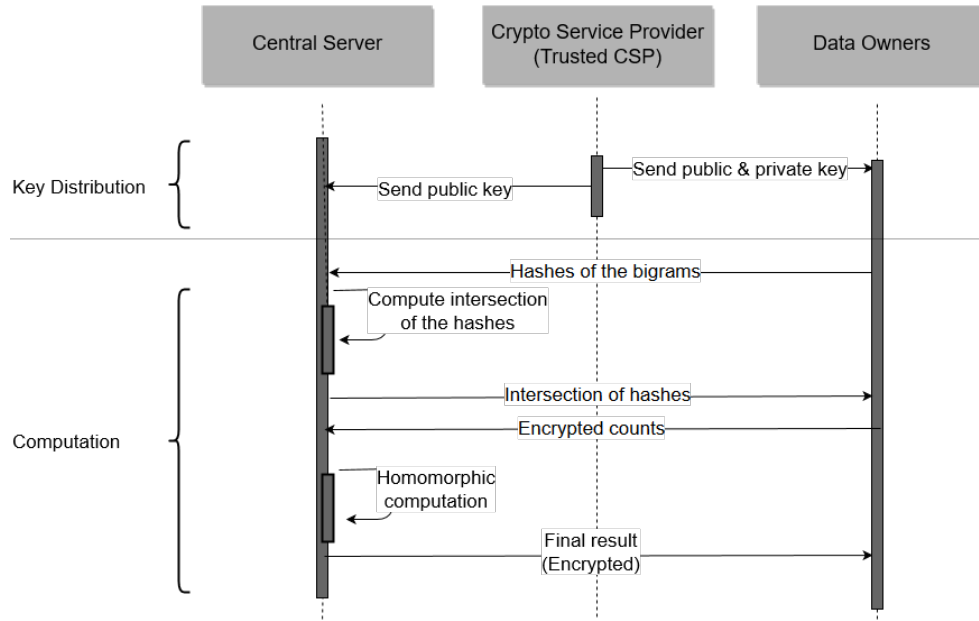 Central Server
Crypto Service Provider
(Trusted CSP)
Data Owners
Key Distribution
Send public & private key
Send public key
Hashes of the bigrams
Compute intersection
of the hashes
Intersection of hashes
Encrypted counts
Computation
Homomorphic
computation
Final result
(Encrypted)